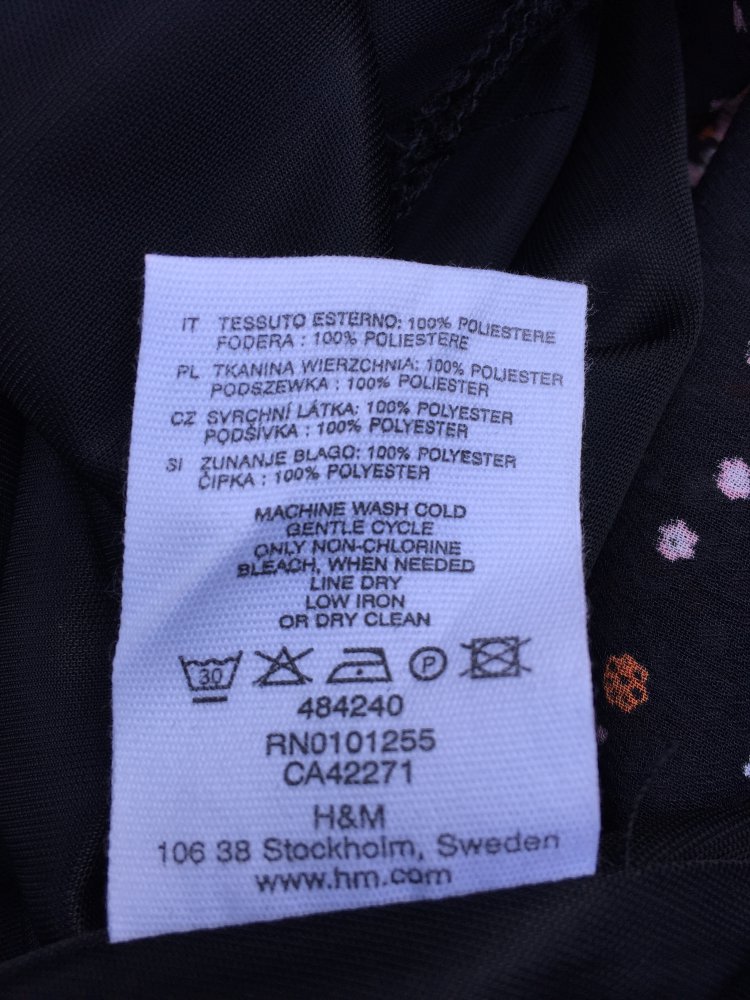 IT TESSUTO ESTERNO: 100% POLIESTERE
FODERA : 100% POLIESTERE
PL TKANINA WIERZCHNIA: 100% POLIESTER
PODSZEWKA : 100% POLIESTER
CZ SVRCHNÍ LÁTKA: 100% POLYESTER
PODŠÍVKA : 100% POLYESTER
SI ZUNANJE BLAGO: 100% POLYESTER
ČIPKA : 100% POLYESTER
MACHINE WASH COLD
GENTLE CYCLE
ONLY NON-CHLORINE
BLEACH, WHEN NEEDED
LINE DRY
LOW IRON
OR DRY CLEAN
30 P
484240
RN0101255
CA42271
H&M
106 38 Stockholm, Sweden
www.hm.com